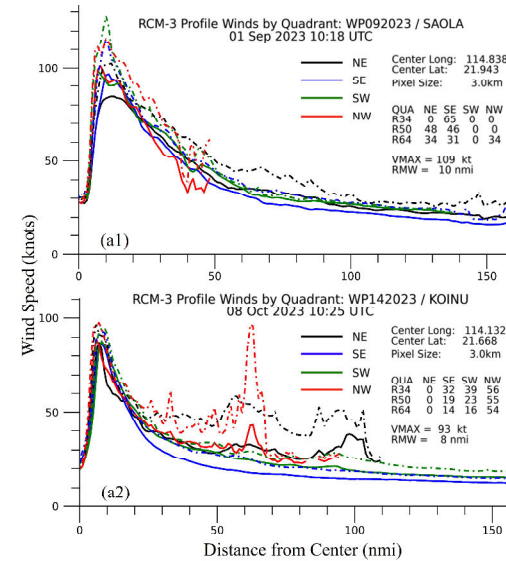 RCM-3 Profile Winds by Quadrant: WP092023 / SAOLA
01 Sep 2023 10:18 UTC
NE
SE
SW
NW
Center Long: 114.838
Center Lat: 21.943
Pixel Size: 3.0km
QUA NE SE SW NW
R34 0 65 0 0
R50 48 46 0 0
R64 34 31 0 34
VMAX = 109 kt
RMW = 10 nmi
100
50
0
(a1)
0
50
100
150
Wind Speed (knots)
RCM-3 Profile Winds by Quadrant: WP142023 / KOINU
08 Oct 2023 10:25 UTC
NE
SE
SW
NW
Center Long: 114.132
Center Lat: 21.668
Pixel Size: 3.0km
QUA NE SE SW NW
R34 0 32 39 56
R50 0 19 23 55
R64 0 14 16 54
VMAX = 93 kt
RMW = 8 nmi
100
50
0
(a2)
0
50
100
150
Distance from Center (nmi)